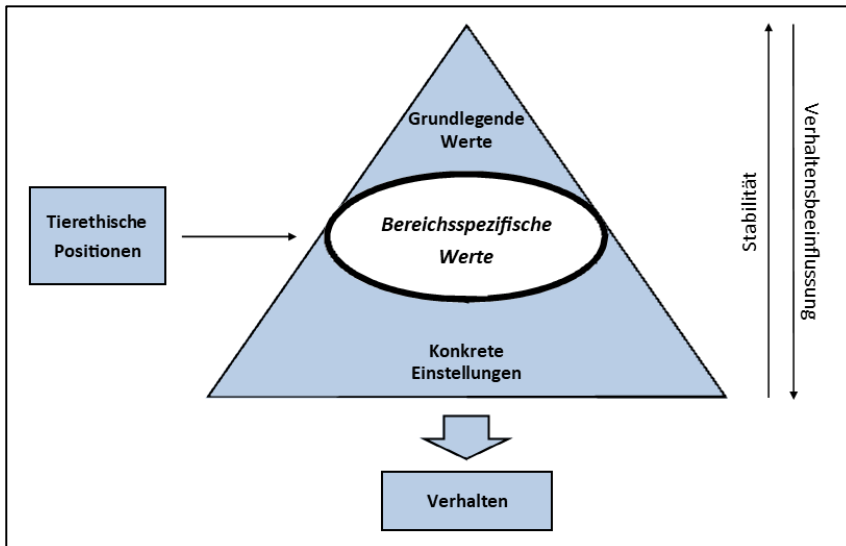 Grundlegende
Werte
Tierethische
Positionen
Bereichsspezifische
Werte
Konkrete
Einstellungen
Verhalten
Stabilität
Verhaltensbeeinflussung